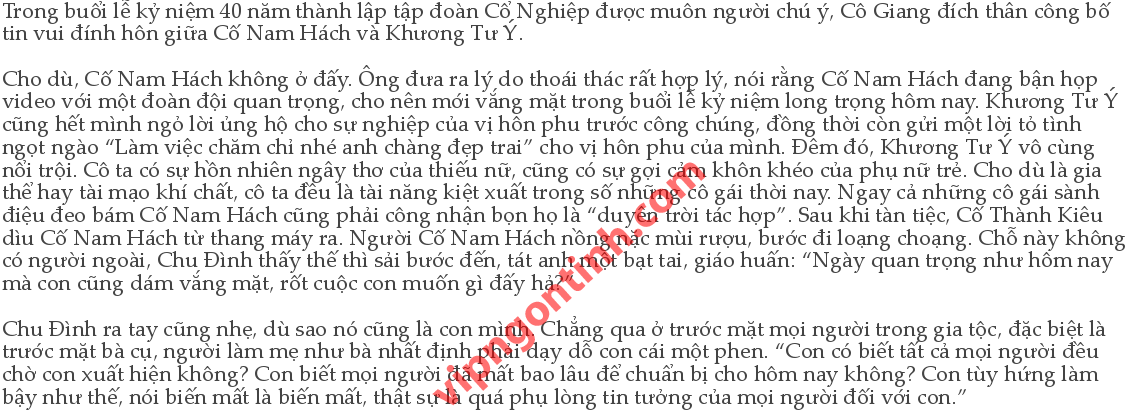 Trong buổi lễ kỷ niệm 40 năm thành lập tập đoàn Cổ Nghiệp được muôn người chú ý, Cô Giang đích thân công bố
tin vui đính hôn giữa Cố Nam Hách và Khương Tư Ý.
Cho dù, Cố Nam Hách không ở đấy. Ông đưa ra lý do thoái thác rất hợp lý, nói rằng Cố Nam Hách đang bận họp
video với một đoàn đội quan trọng, cho nên mới vắng mặt trong buổi lễ kỷ niệm long trọng hôm nay. Khương Tư Ý
cũng hết mình ngỏ lời ủng hộ cho sự nghiệp của vị hôn phu trước công chúng, đồng thời còn gửi một lời tỏ tình
ngọt ngào “Làm việc chăm chỉ nhé anh chàng đẹp trai” cho vị hôn phu của mình. Đêm đó, Khương Tư Ý vô cùng
nổi trội. Cô ta có sự hồn nhiên ngây thơ của thiếu nữ, cũng có sự gợi cảm khôn khéo của phụ nữ trẻ. Cho dù là gia
thế hay tài mạo khí chất, cô ta đều là tài năng kiệt xuất trong số những cô gái thời nay. Ngay cả những cô gái sành
điệu đeo bám Cố Nam Hách cũng phải công nhận bọn họ là “duyên trời tác hợp”. Sau khi tàn tiệc, Cố Thành Kiêu
dìu Cố Nam Hách từ thang máy ra. Người Cố Nam Hách nồng nặc mùi rượu, bước đi loạng choạng. Chỗ này không
có người ngoài, Chu Đình thấy thế thì sải bước đến, tát anh một bạt tai, giáo huấn: “Ngày quan trọng như hôm nay
mà con cũng dám vắng mặt, rốt cuộc con muốn gì đấy hả?”
Chu Đình ra tay cũng nhẹ, dù sao nó cũng là con mình. Chẳng qua ở trước mặt mọi người trong gia tộc, đặc biệt là
trước mặt bà cụ, người làm mẹ như bà nhất định phải dạy dỗ con cái một phen. “Con có biết tất cả mọi người đều
chờ con xuất hiện không? Con biết mọi người đã mất bao lâu để chuẩn bị cho hôm nay không? Con tùy hứng làm
bậy như thế, nói biến mất là biến mất, thật sự là quá phụ lòng tin tưởng của mọi người đối với con.”
vipngontinh.com